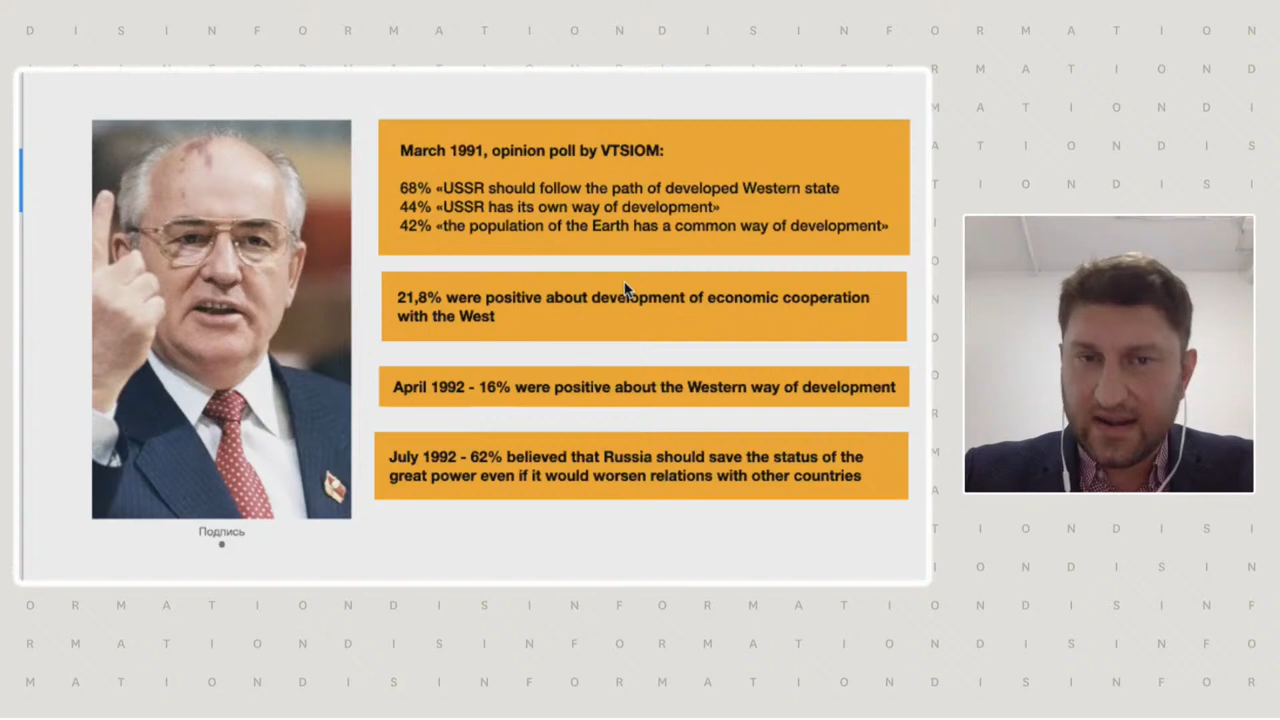 D I S I N F O R M A T I O N D I S I N F O R M A T I O N D I S I N F O R M A T I O N
R M A T I O N D
M A T I O N D I
A T I O N D I S
T I O N D I S I
March 1991, opinion poll by VTSIOM:
68% «USSR should follow the path of developed Western state
44% «USSR has its own way of development»
42% «the population of the Earth has a common way of development»
21,8% were positive about development of economic cooperation
with the West
April 1992 - 16% were positive about the Western way of development
July 1992 - 62% believed that Russia should save the status of the
great power even if it would worsen relations with other countries
Подпись
T I O N D I S I
I O N D I S I N
O R M A T I O N D I S I N F O R M A T I O N D I S I N F
R M A T I O N D I S I N F O R M A T I O N D I S I N F O
M A T I O N D I S I N F O R M A T I O N D I S I N F O R